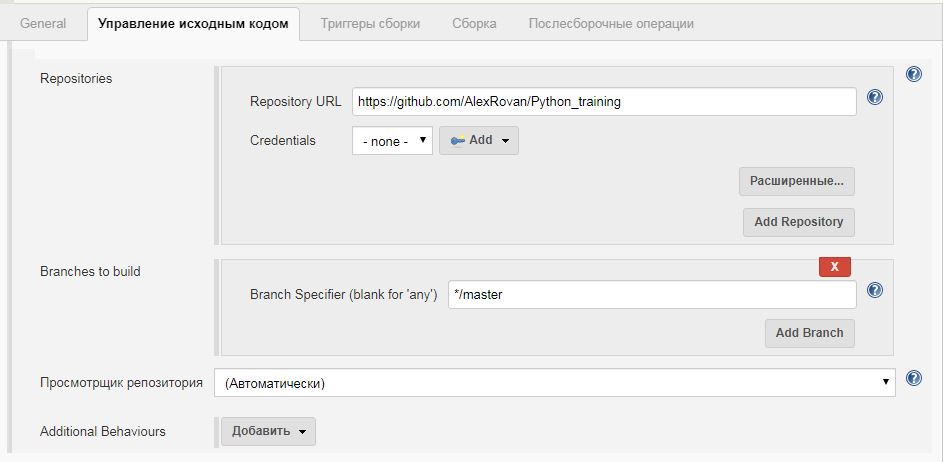 General Управление исходным кодом Триггеры сборки Сборка Послесборочные операции
Repositories
Repository URL https://github.com/AlexRovan/Python_training
Credentials - none - Add
Расширенные...
Add Repository
Branches to build
X
Branch Specifier (blank for 'any') */master
Add Branch
Просмотрщик репозитория (Автоматически)
Additional Behaviours Добавить